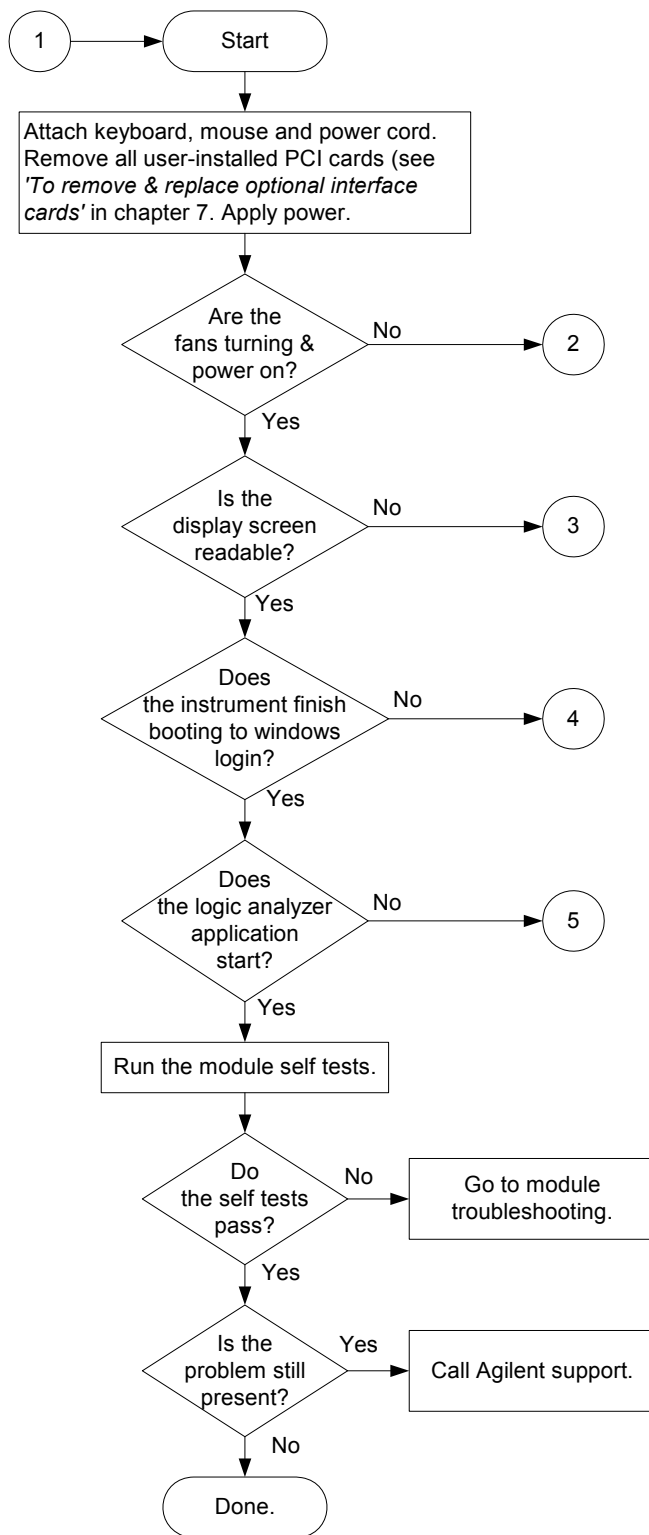 1
Start
Attach keyboard, mouse and power cord.
Remove all user-installed PCI cards (see
'To remove & replace optional interface
cards' in chapter 7. Apply power.
Are the
fans turning &
power on?
No
2
Yes
Is the
display screen
readable?
No
3
Yes
Does
the instrument finish
booting to windows
login?
No
4
Yes
Does
the logic analyzer
application
start?
No
5
Yes
Run the module self tests.
Do
the self tests
pass?
No
Go to module
troubleshooting.
Yes
Is the
problem still
present?
Yes
Call Agilent support.
No
Done.